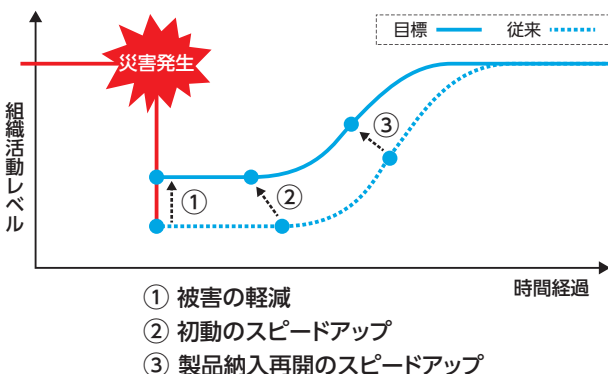 目標
従来
災害発生
組織活動レベル
①
②
③
時間経過
① 被害の軽減
② 初動のスピードアップ
③ 製品納入再開のスピードアップ